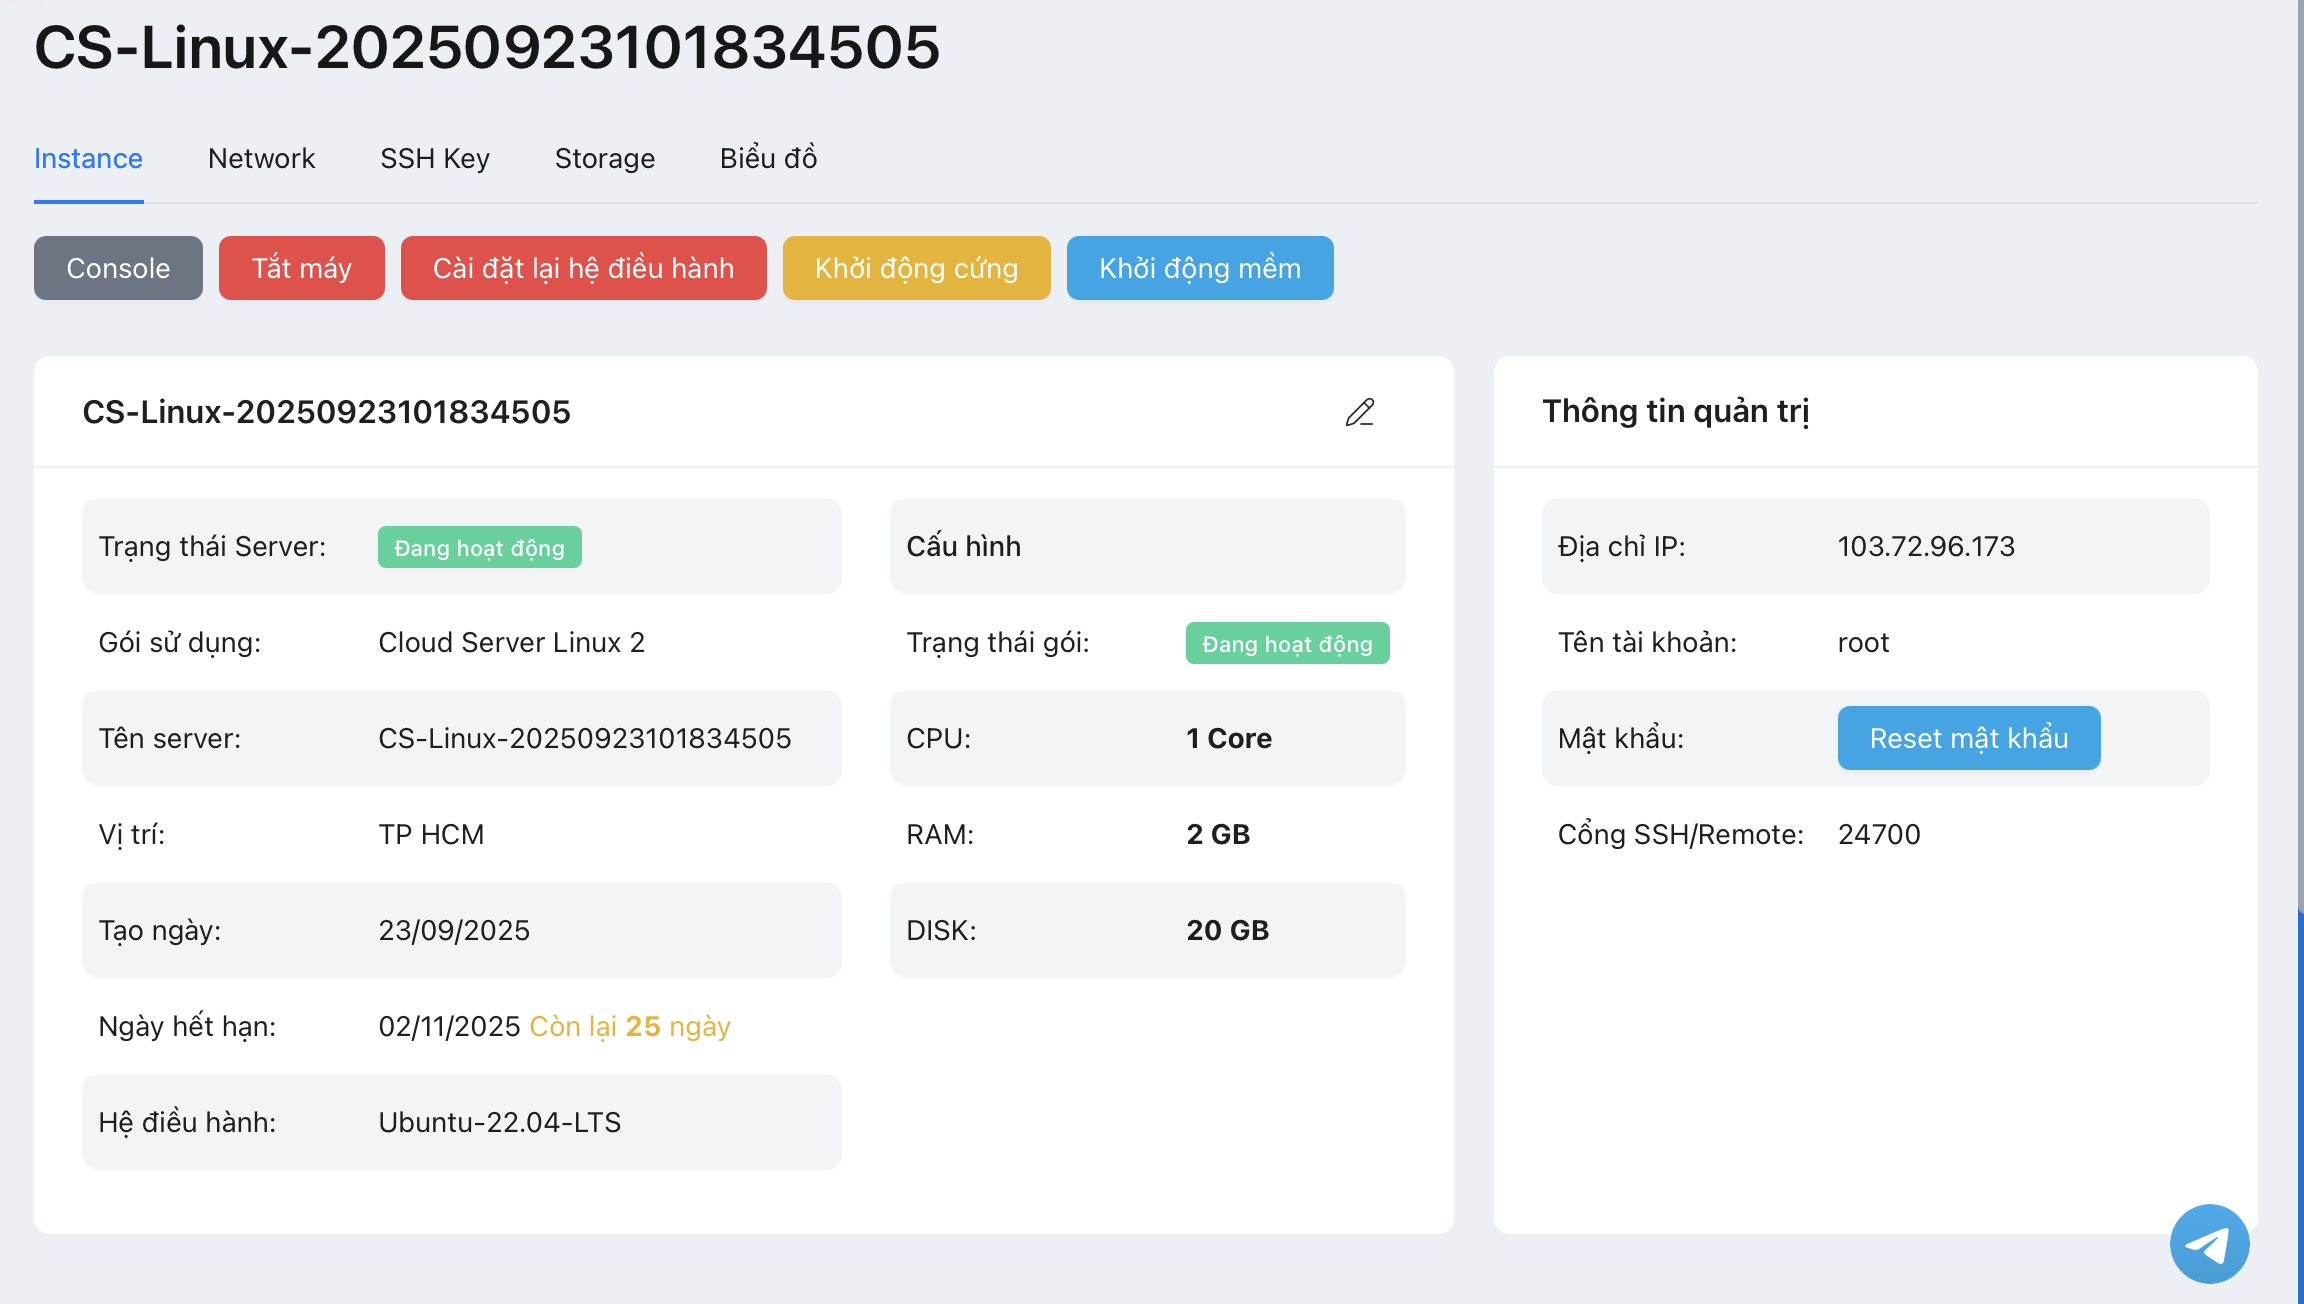 CS-Linux-20250923101834505
Instance Network SSH Key Storage Biểu đồ
Console Tắt máy Cài đặt lại hệ điều hành Khởi động cứng Khởi động mềm
CS-Linux-20250923101834505
Trạng thái Server: Đang hoạt động
Gói sử dụng: Cloud Server Linux 2
Tên server: CS-Linux-20250923101834505
Vị trí: TP HCM
Tạo ngày: 23/09/2025
Ngày hết hạn: 02/11/2025 Còn lại 25 ngày
Hệ điều hành: Ubuntu-22.04-LTS
Cấu hình
Trạng thái gói: Đang hoạt động
CPU: 1 Core
RAM: 2 GB
DISK: 20 GB
Thông tin quản trị
Địa chỉ IP: 103.72.96.173
Tên tài khoản: root
Mật khẩu: Reset mật khẩu
Cổng SSH/Remote: 24700